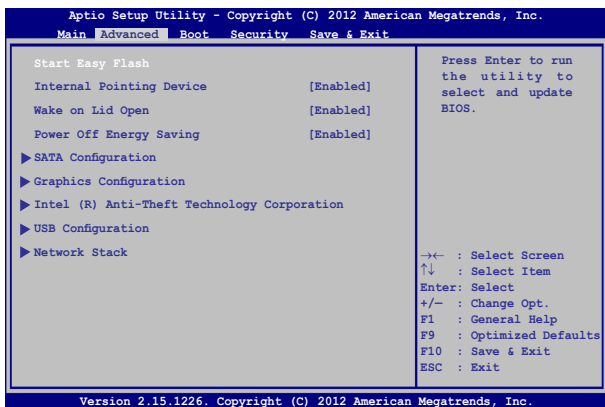 Aptio Setup Utility - Copyright (C) 2012 American Megatrends, Inc.
Main Advanced Boot Security Save & Exit
Start Easy Flash
Internal Pointing Device [Enabled]
Wake on Lid Open [Enabled]
Power Off Energy Saving [Enabled]
SATA Configuration
Graphics Configuration
Intel (R) Anti-Theft Technology Corporation
USB Configuration
Network Stack
Press Enter to run
the utility to
select and update
BIOS.
→← : Select Screen
↑↓ : Select Item
Enter: Select
+/— : Change Opt.
F1 : General Help
F9 : Optimized Defaults
F10 : Save & Exit
ESC : Exit
Version 2.15.1226. Copyright (C) 2012 American Megatrends, Inc.